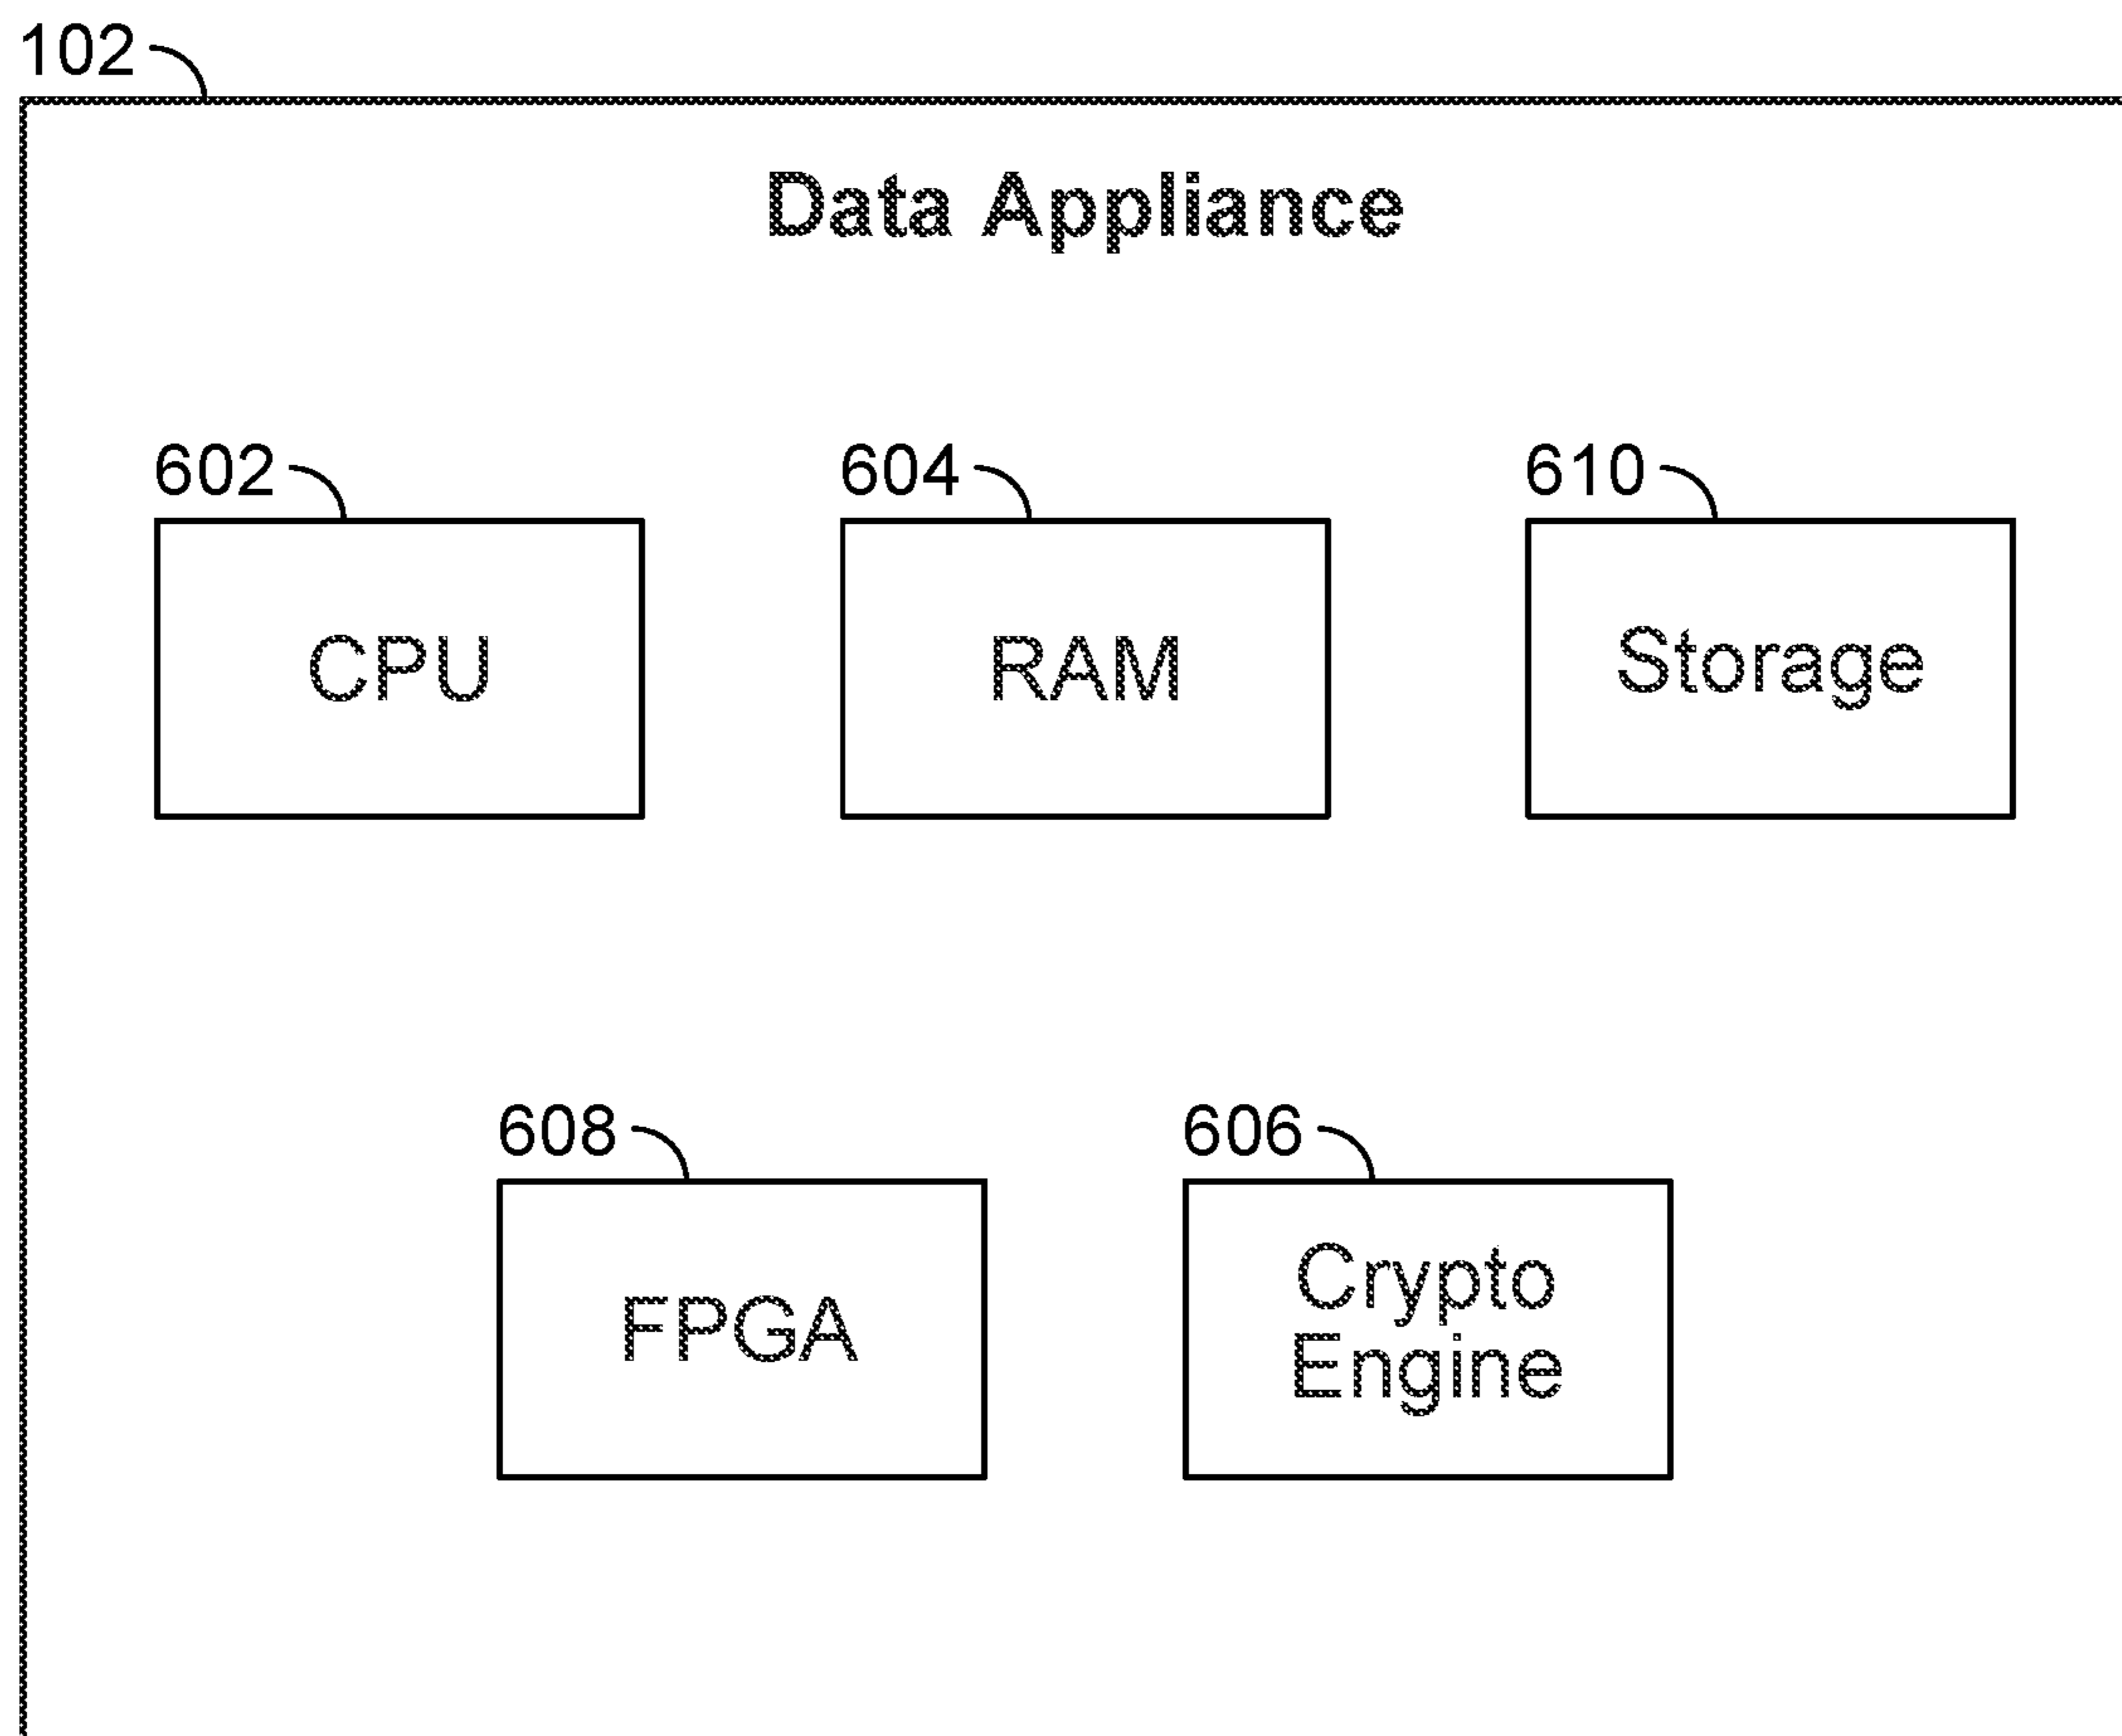 102
Data Appliance
602
604
610
CPU
RAM
Storage
608
606
FPGA
Crypto
Engine